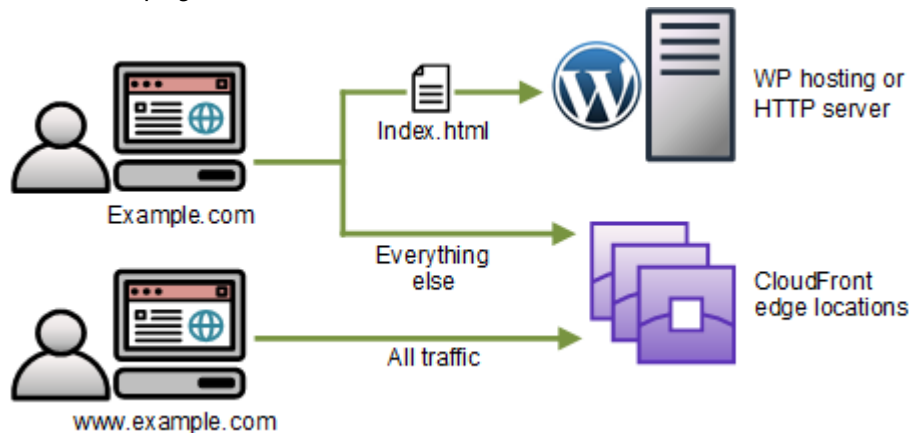 Index.html
WP hosting or
HTTP server
Example.com
Everything
else
CloudFront
edge locations
All traffic
www.example.com